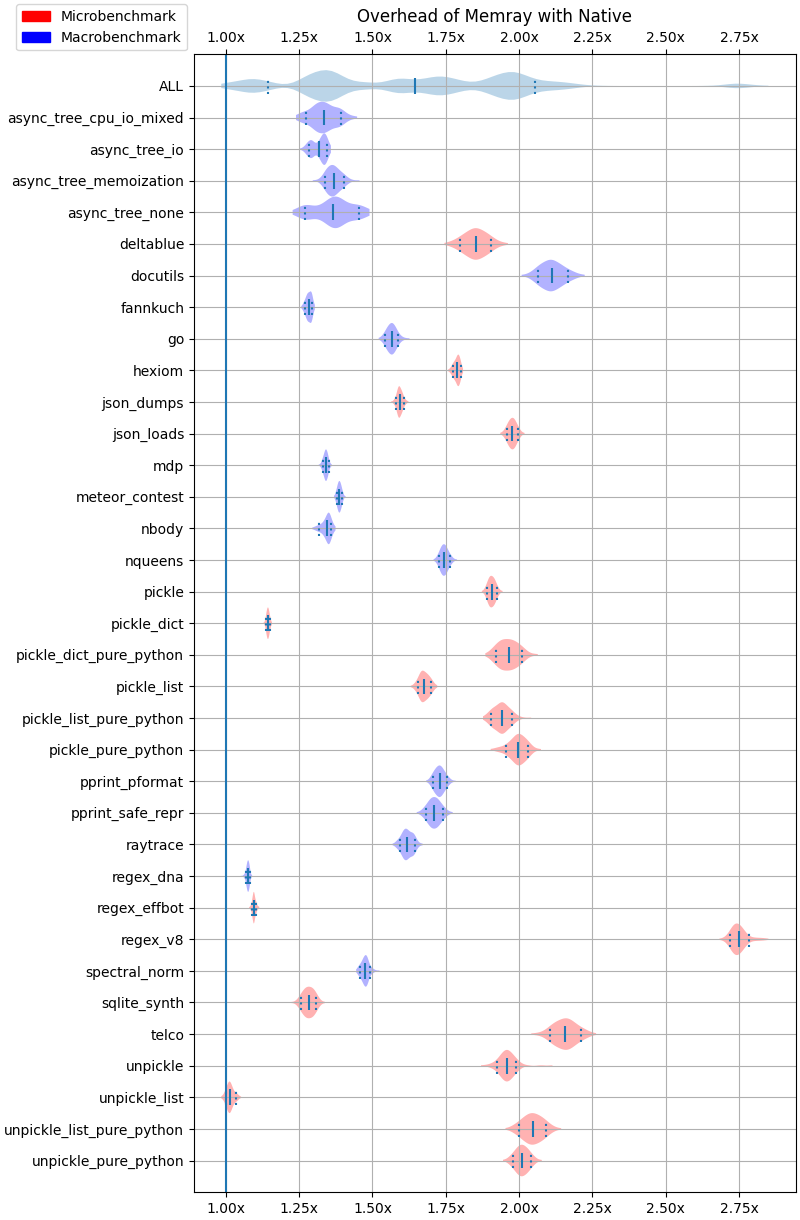 Microbenchmark
Macrobenchmark
Overhead of Memray with Native
1.00x 1.25x 1.50x 1.75x 2.00x 2.25x 2.50x 2.75x
ALL
async_tree_cpu_io_mixed
async_tree_io
async_tree_memoization
async_tree_none
deltablue
docutils
fannkuch
go
hexiom
json_dumps
json_loads
mdp
meteor_contest
nbody
nqueens
pickle
pickle_dict
pickle_dict_pure_python
pickle_list
pickle_list_pure_python
pickle_pure_python
pprint_pformat
pprint_safe_repr
raytrace
regex_dna
regex_effbot
regex_v8
spectral_norm
sqlite_synth
telco
unpickle
unpickle_list
unpickle_list_pure_python
unpickle_pure_python
1.00x 1.25x 1.50x 1.75x 2.00x 2.25x 2.50x 2.75x